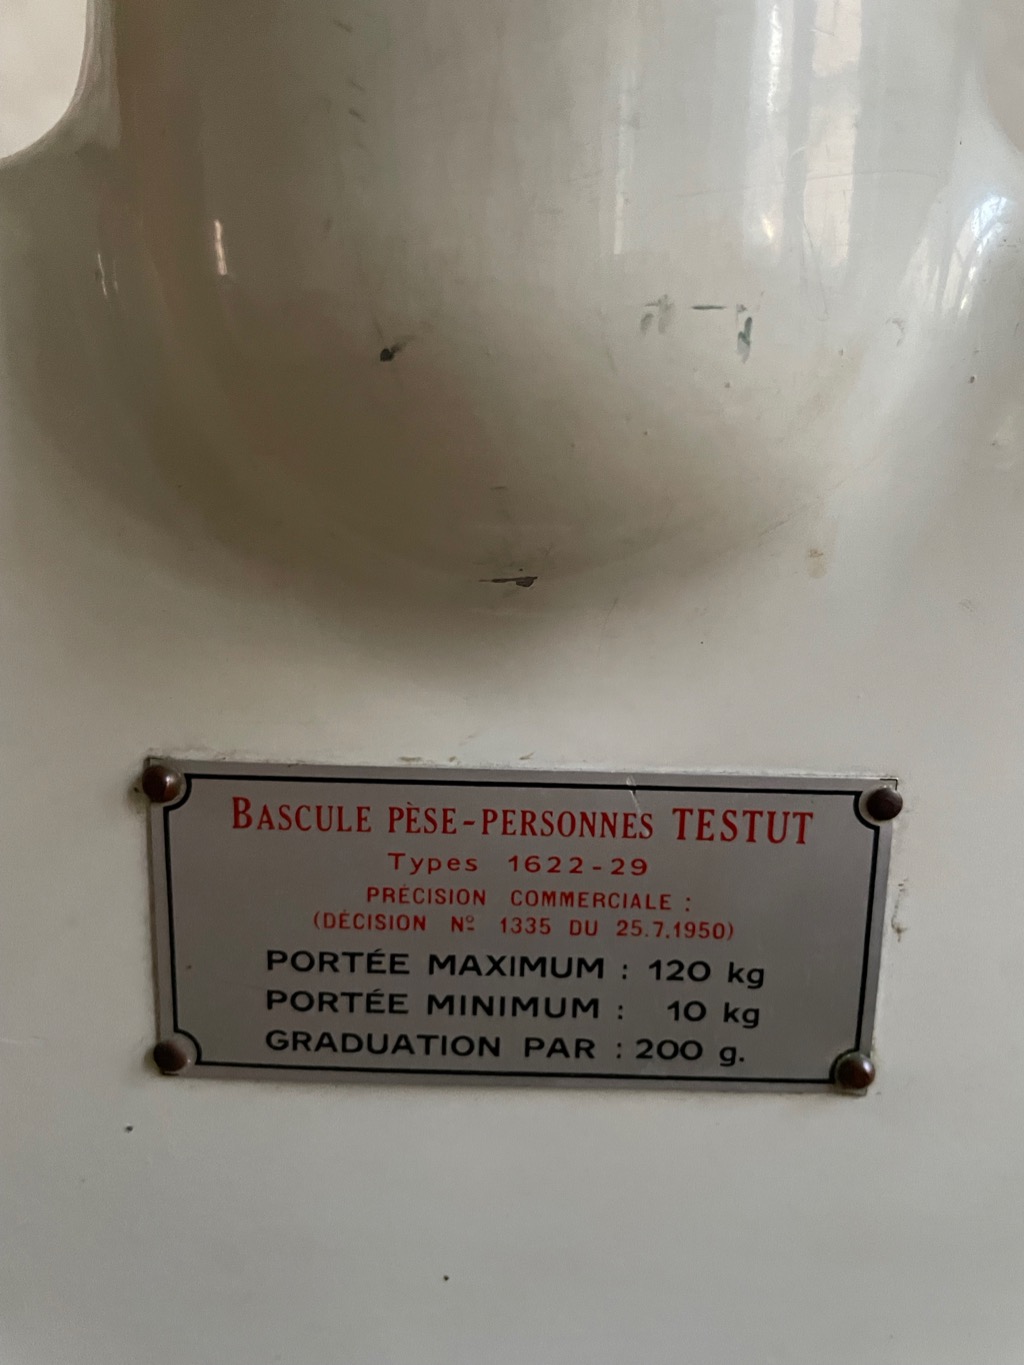 BASCULE PÈSE-PERSONNES TESTUT
Types 1622-29
PRÉCISION COMMERCIALE :
(DÉCISION Nº 1335 DU 25.7.1950)
PORTÉE MAXIMUM : 120 kg
PORTÉE MINIMUM : 10 kg
GRADUATION PAR : 200 g.